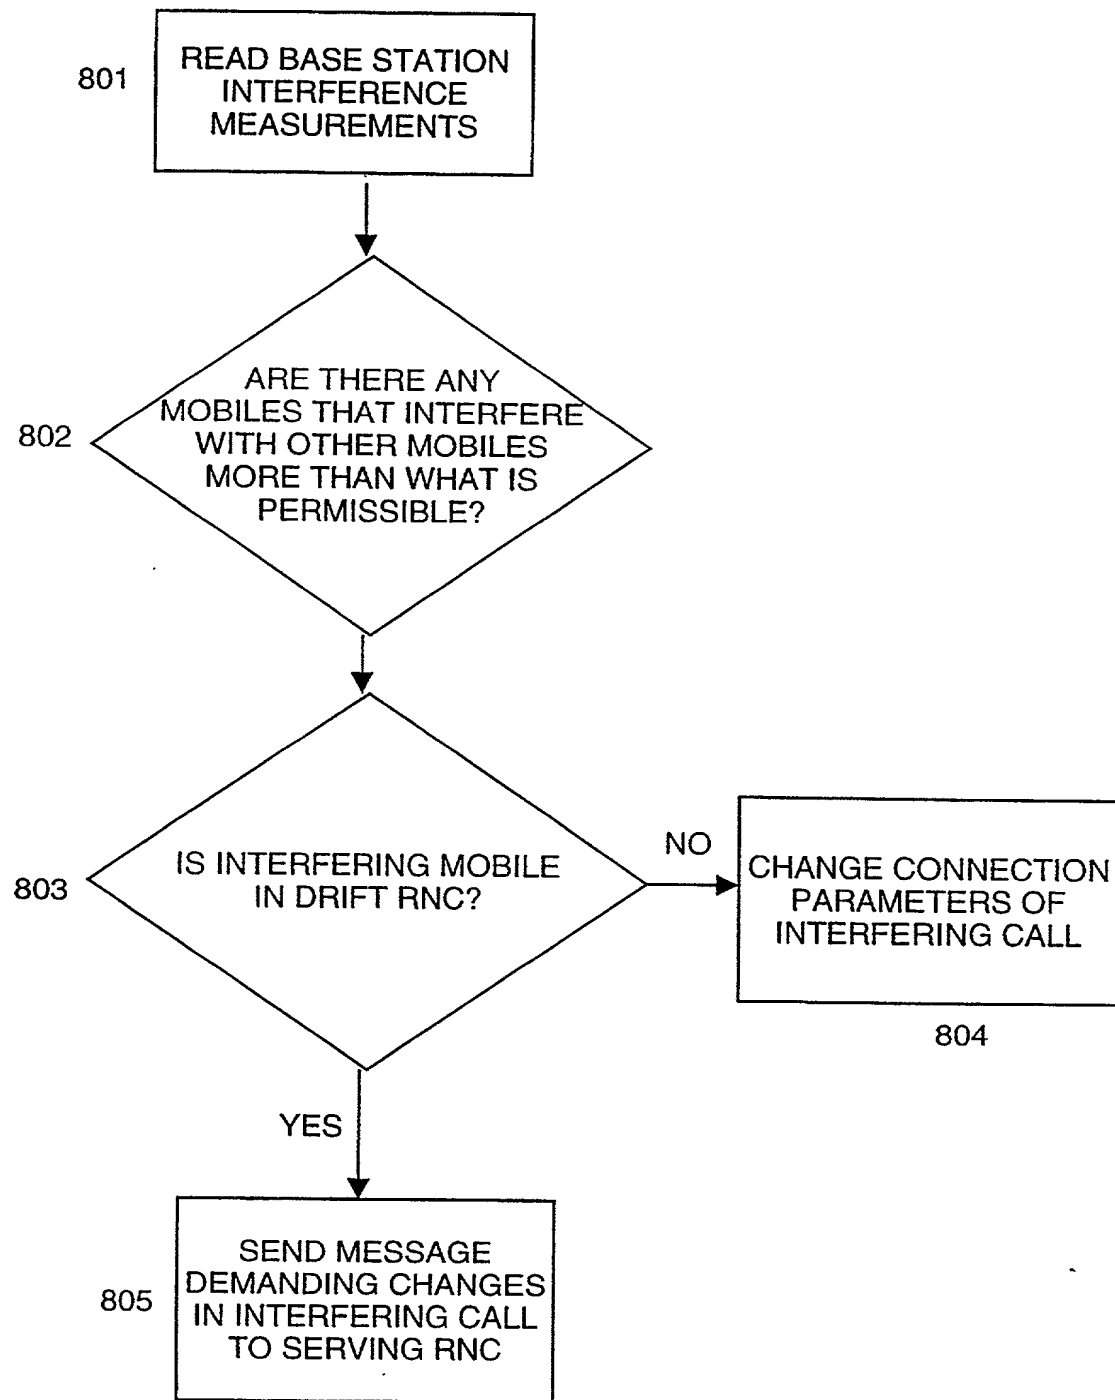 801
READ BASE STATION
INTERFERENCE
MEASUREMENTS
802
ARE THERE ANY
MOBILES THAT INTERFERE
WITH OTHER MOBILES
MORE THAN WHAT IS
PERMISSIBLE?
803
IS INTERFERING MOBILE
IN DRIFT RNC?
NO
CHANGE CONNECTION
PARAMETERS OF
INTERFERING CALL
804
YES
805
SEND MESSAGE
DEMANDING CHANGES
IN INTERFERING CALL
TO SERVING RNC